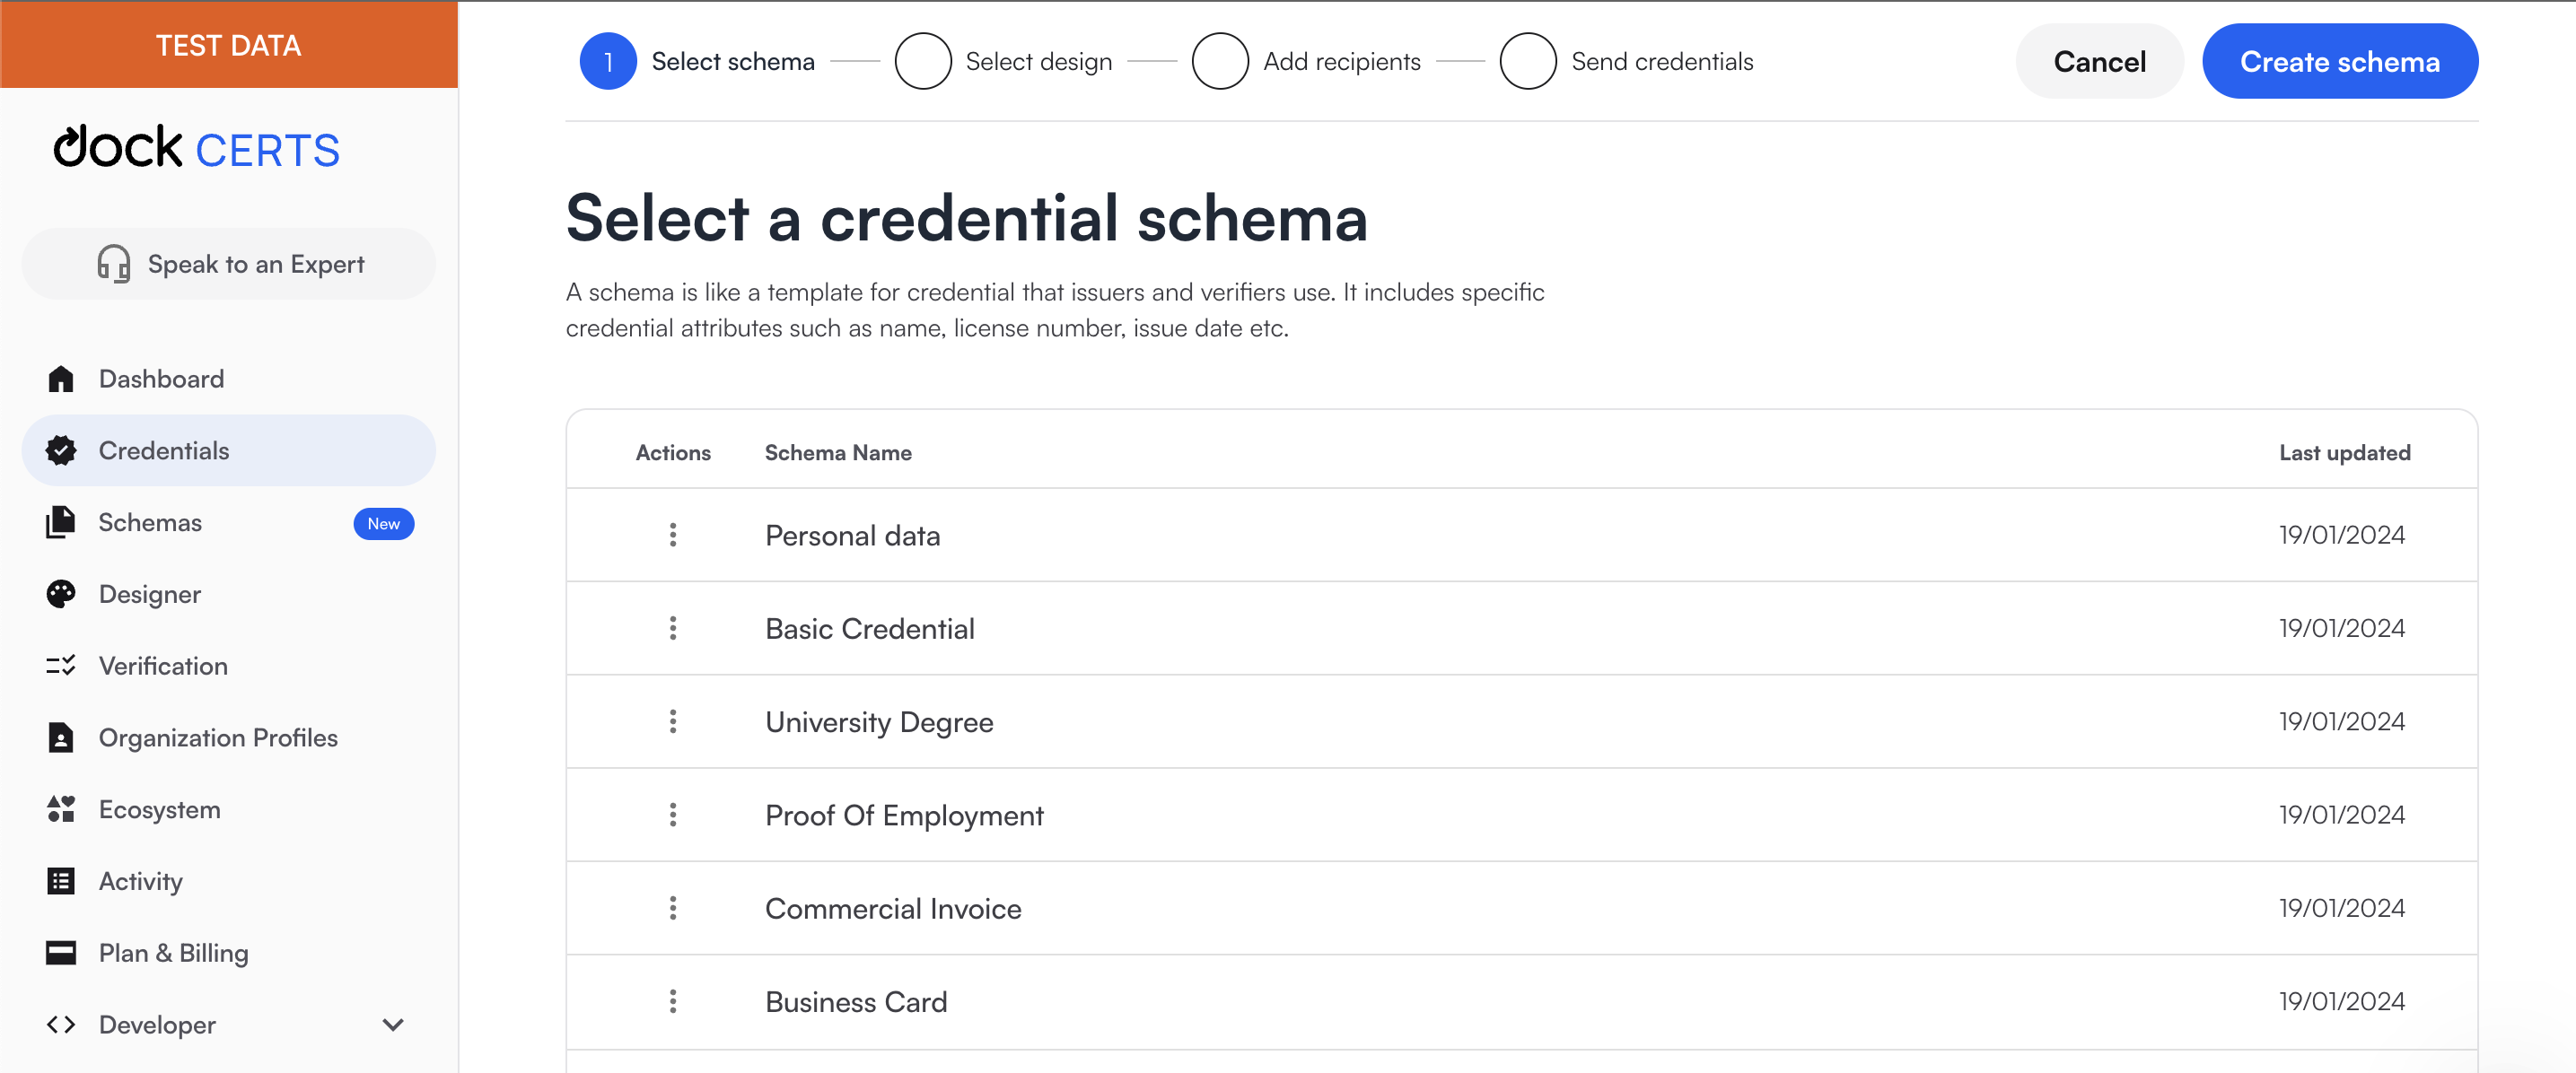 TEST DATA
dock CERTS
Speak to an Expert
Dashboard
Credentials
Schemas New
Designer
Verification
Organization Profiles
Ecosystem
Activity
Plan & Billing
Developer
1 Select schema Select design Add recipients Send credentials Cancel Create schema
Select a credential schema
A schema is like a template for credential that issuers and verifiers use. It includes specific
credential attributes such as name, license number, issue date etc.
Actions Schema Name Last updated
Personal data 19/01/2024
Basic Credential 19/01/2024
University Degree 19/01/2024
Proof Of Employment 19/01/2024
Commercial Invoice 19/01/2024
Business Card 19/01/2024